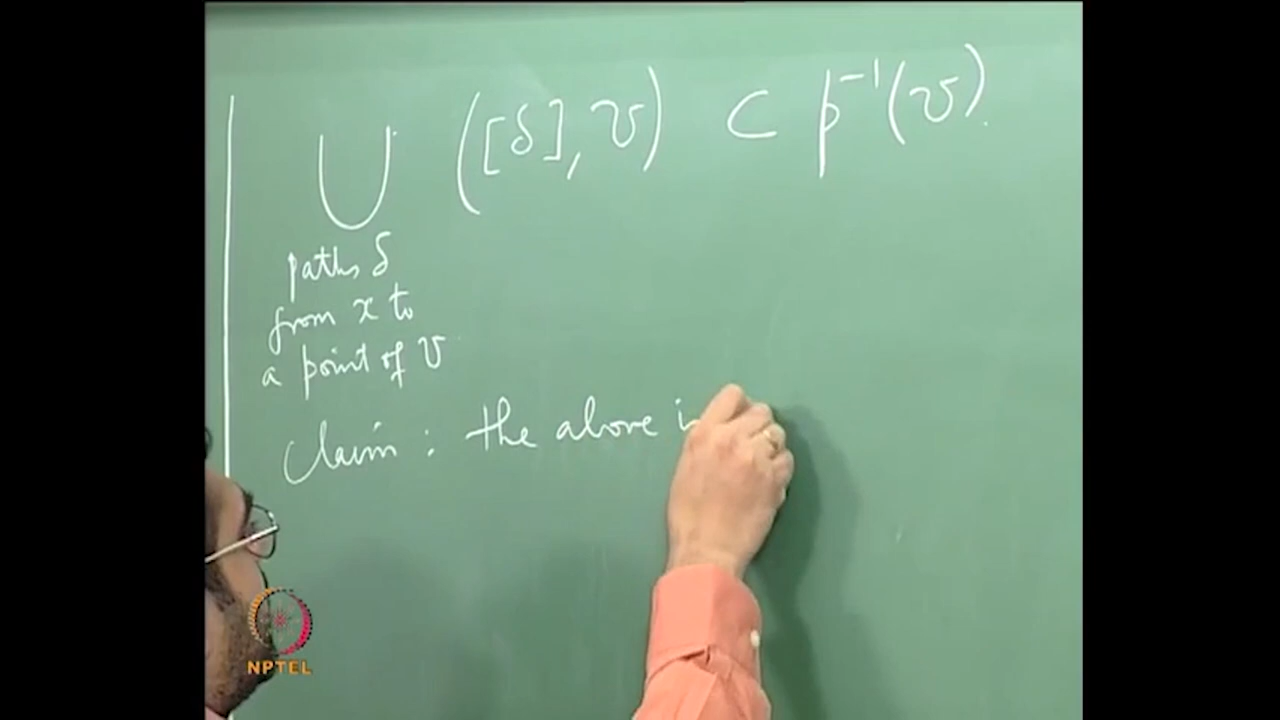 ∪ ([δ], V) ⊂ p⁻¹(V).
paths δ
from x to
a point of V
Claim : the above i
NPTEL